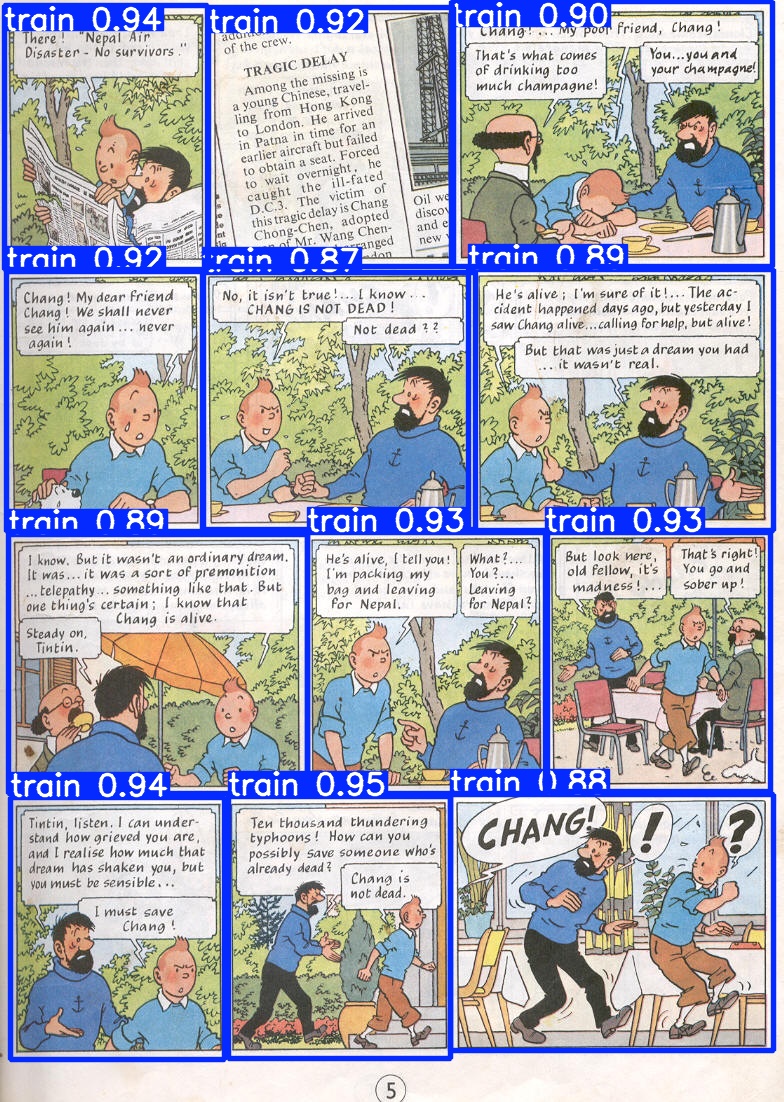 train 0.94
There! "Nepal Air
Disaster - No survivors."
train 0.92
of the crew.
TRAGIC DELAY
Among the missing is
a young Chinese, travel-
ling from Hong Kong
to London. He arrived
in Patna in time for an
earlier aircraft but failed
to obtain a seat. Forced
to wait overnight, he
caught the ill-fated
D.C.3. The victim of
this tragic delay is Chang
Chong-Chen, adopted
of Mr. Wang Chen-
Oil we
discov
and e
new
train 0.90
Chang! ... My poor friend, Chang!
That's what comes
of drinking too
much champagne!
You...you and
your champagne!
train 0.92
Chang! My dear friend
Chang! We shall never
see him again ... never
again!
train 0.87
No, it isn't true!... I know ...
CHANG IS NOT DEAD!
Not dead ??
train 0.89
He's alive; I'm sure of it!... The ac-
cident happened days ago, but yesterday I
saw Chang alive...calling for help, but alive!
But that was just a dream you had
... it wasn't real.
train 0.89
I know. But it wasn't an ordinary dream.
It was... it was a sort of premonition
...telepathy... something like that. But
one thing's certain; I know that
Chang is alive.
Steady on,
Tintin.
train 0.93
He's alive, I tell you!
I'm packing my
bag and leaving
for Nepal.
What?...
You?...
Leaving
for Nepal?
train 0.93
But look here,
old fellow, it's
madness!...
That's right!
You go and
sober up!
train 0.94
Tintin, listen. I can under-
stand how grieved you are,
and I realise how much that
dream has shaken you, but
you must be sensible...
I must save
Chang!
train 0.95
Ten thousand thundering
typhoons! How can you
possibly save someone who's
already dead?
Chang is
not dead.
train 0.88
CHANG!
!
?
5